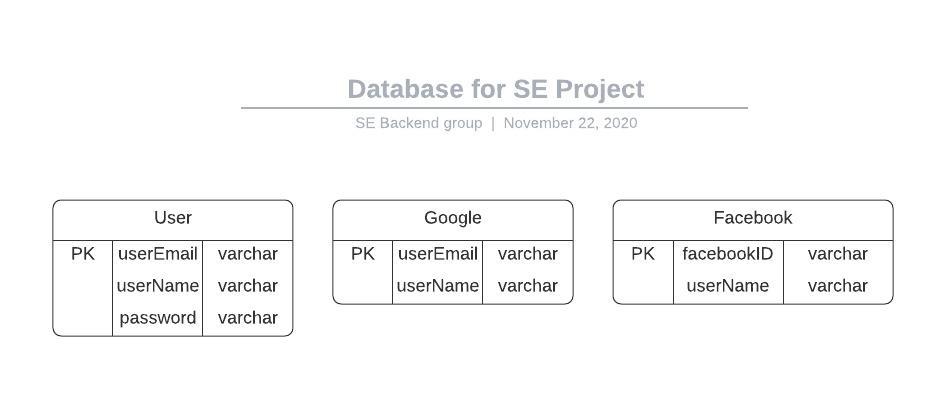 Database for SE Project
SE Backend group | November 22, 2020
User
PK userEmail varchar
userName varchar
password varchar
Google
PK userEmail varchar
userName varchar
Facebook
PK facebookID varchar
userName varchar